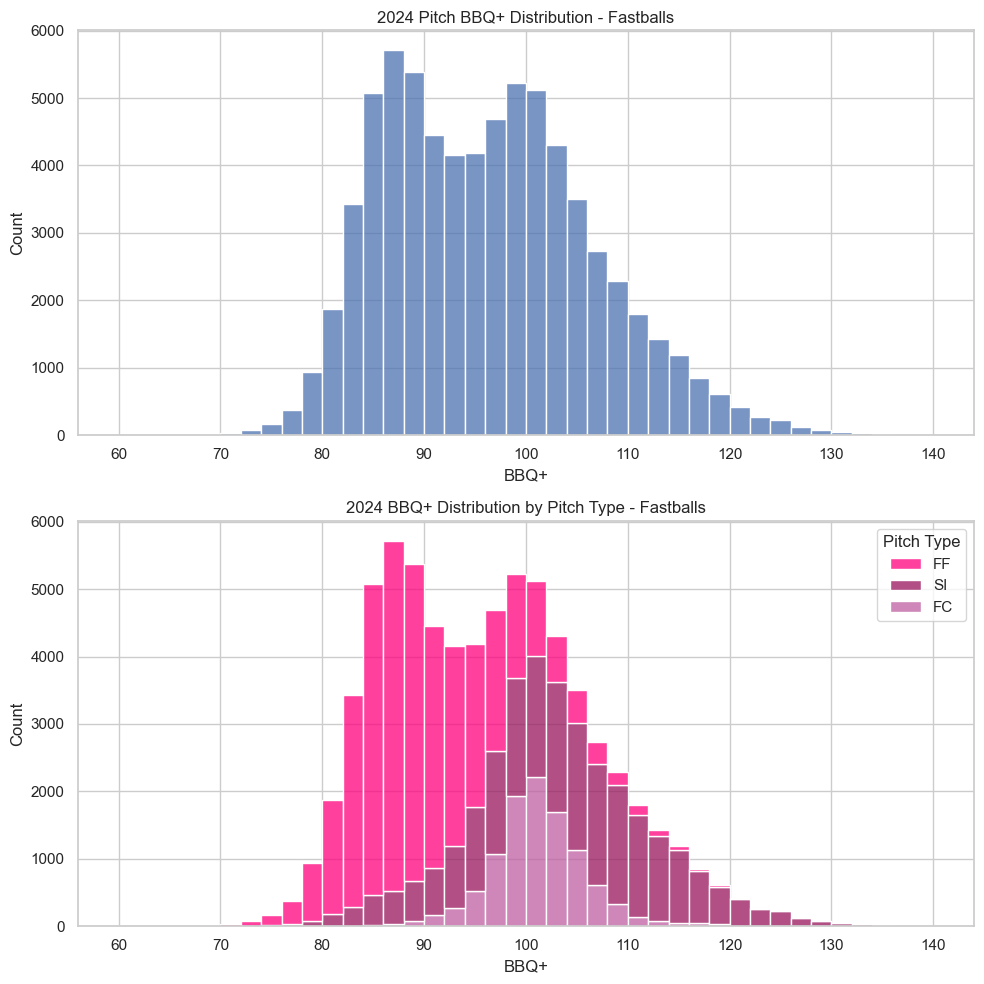 2024 Pitch BBQ+ Distribution - Fastballs
6000
5000
4000
3000
2000
1000
0
Count
60 70 80 90 100 110 120 130 140
BBQ+
2024 BBQ+ Distribution by Pitch Type - Fastballs
6000
5000
4000
3000
2000
1000
0
Count
Pitch Type
FF
SI
FC
60 70 80 90 100 110 120 130 140
BBQ+